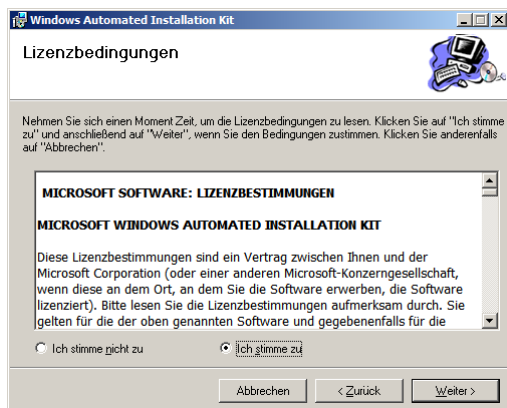 Windows Automated Installation Kit
Lizenzbedingungen
Nehmen Sie sich einen Moment Zeit, um die Lizenzbedingungen zu lesen. Klicken Sie auf "Ich stimme
zu" und anschließend auf "Weiter", wenn Sie den Bedingungen zustimmen. Klicken Sie anderenfalls
auf "Abbrechen".
MICROSOFT SOFTWARE: LIZENZBESTIMMUNGEN
MICROSOFT WINDOWS AUTOMATED INSTALLATION KIT
Diese Lizenzbestimmungen sind ein Vertrag zwischen Ihnen und der
Microsoft Corporation (oder einer anderen Microsoft-Konzerngesellschaft,
wenn diese an dem Ort, an dem Sie die Software erwerben, die Software
lizenziert). Bitte lesen Sie die Lizenzbestimmungen aufmerksam durch. Sie
gelten für die der oben genannten Software und gegebenenfalls für die
Ich stimme nicht zu
Ich stimme zu
Abbrechen
< Zurück
Weiter >